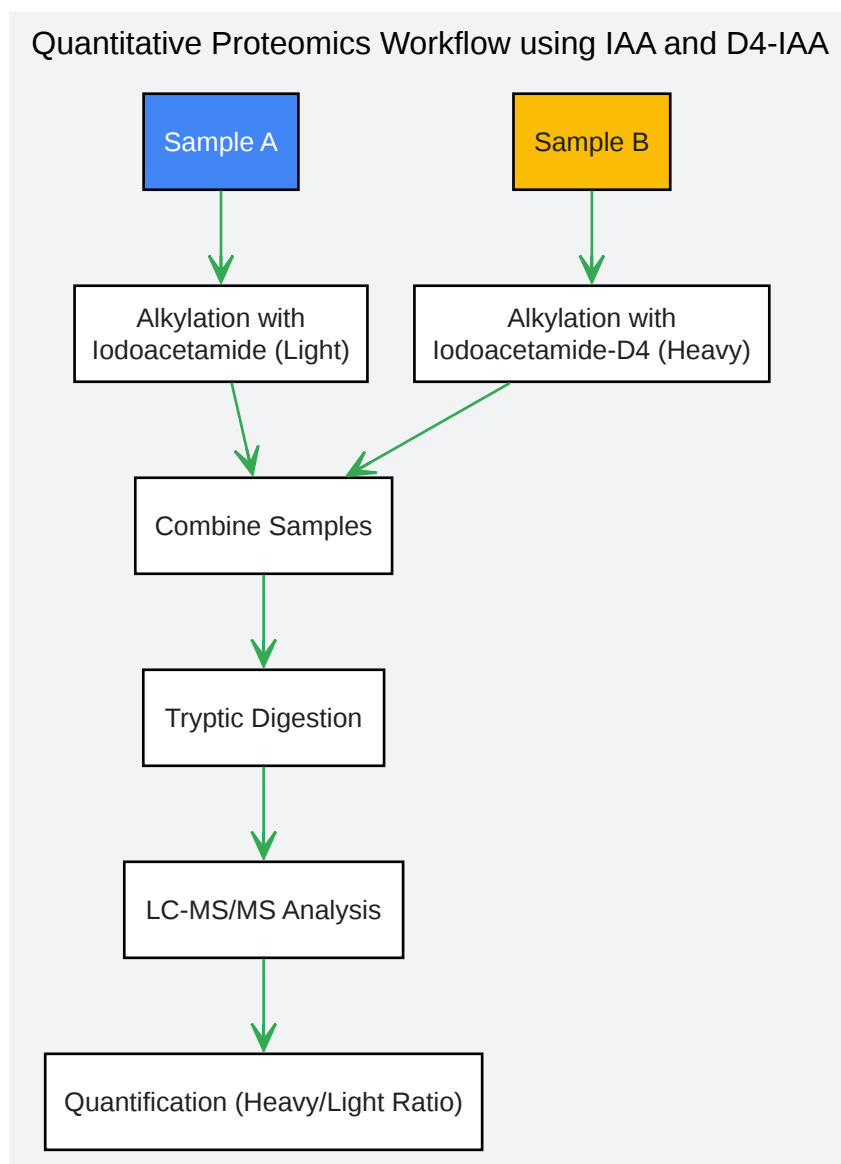 Quantitative Proteomics Workflow using IAA and D4-IAA
Sample A
Sample B
Alkylation with
Iodoacetamide (Light)
Alkylation with
Iodoacetamide-D4 (Heavy)
Combine Samples
Tryptic Digestion
LC-MS/MS Analysis
Quantification (Heavy/Light Ratio)